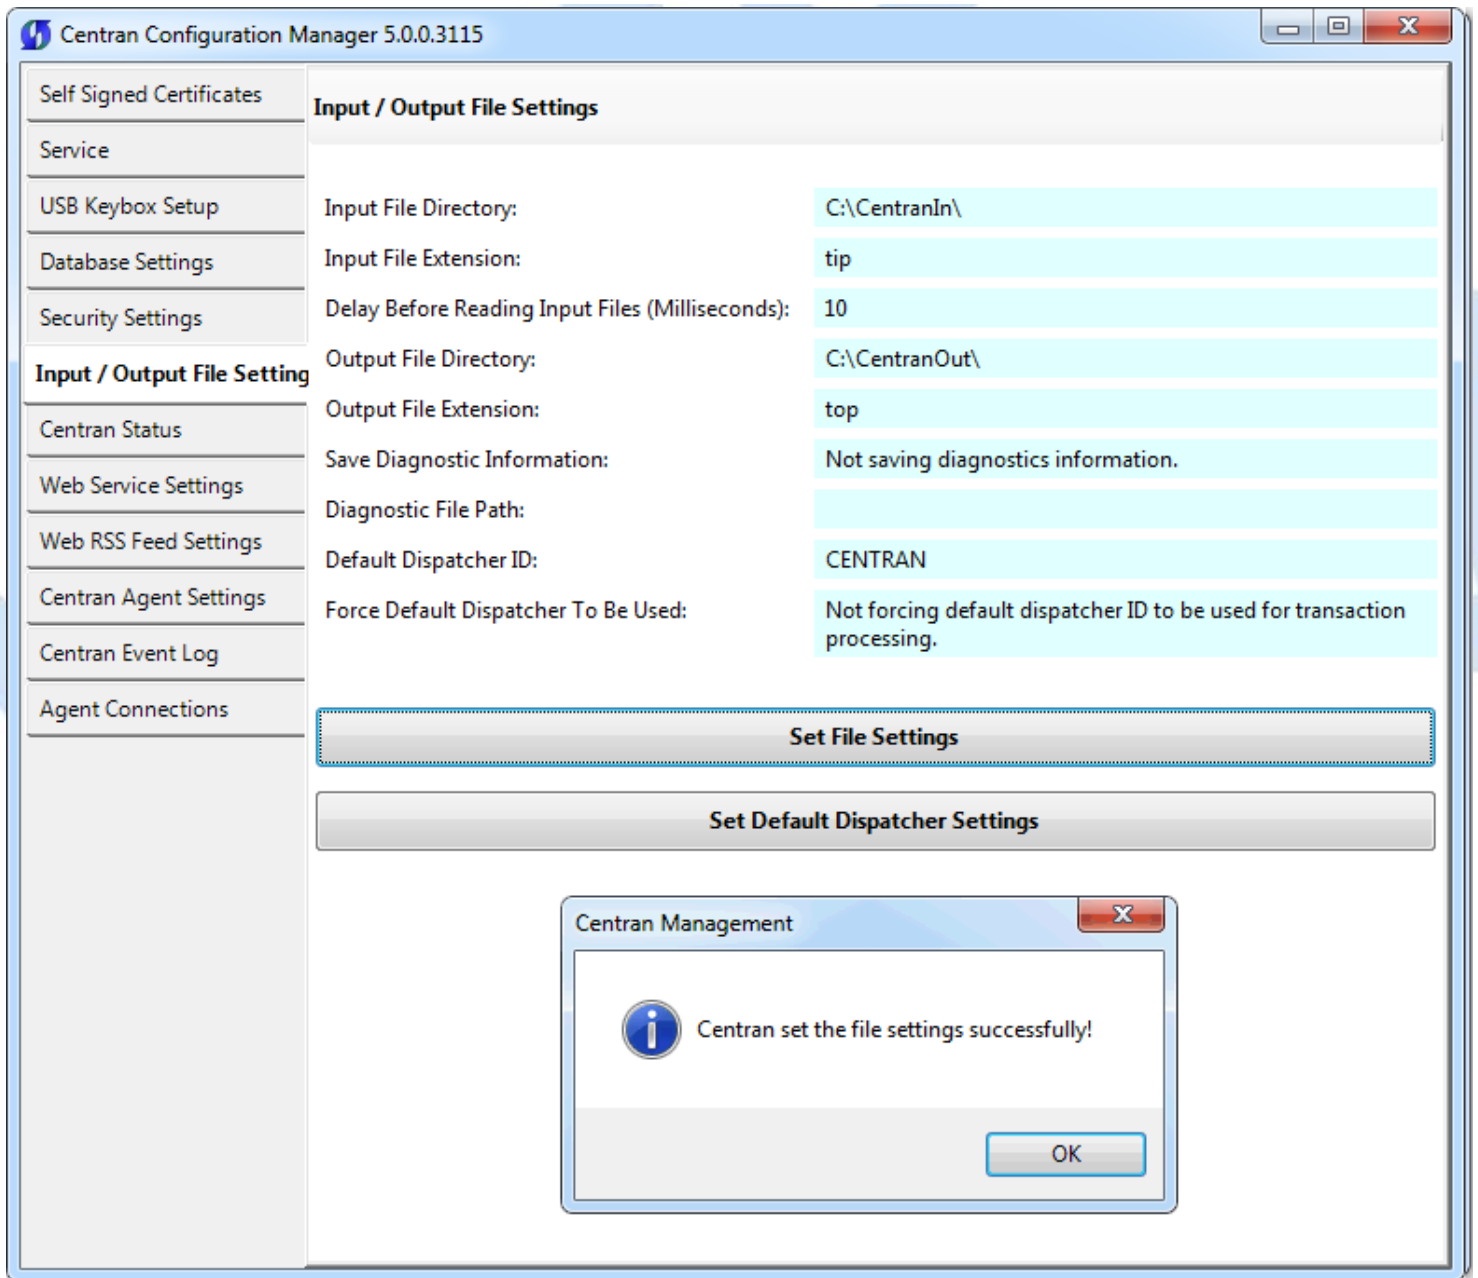 Centran Configuration Manager 5.0.0.3115
Self Signed Certificates
Service
USB Keybox Setup
Database Settings
Security Settings
Input / Output File Setting
Centran Status
Web Service Settings
Web RSS Feed Settings
Centran Agent Settings
Centran Event Log
Agent Connections
Input / Output File Settings
Input File Directory: C:\CentranIn\
Input File Extension: tip
Delay Before Reading Input Files (Milliseconds): 10
Output File Directory: C:\CentranOut\
Output File Extension: top
Save Diagnostic Information: Not saving diagnostics information.
Diagnostic File Path:
Default Dispatcher ID: CENTRAN
Force Default Dispatcher To Be Used: Not forcing default dispatcher ID to be used for transaction
processing.
Set File Settings
Set Default Dispatcher Settings
Centran Management
Centran set the file settings successfully!
OK